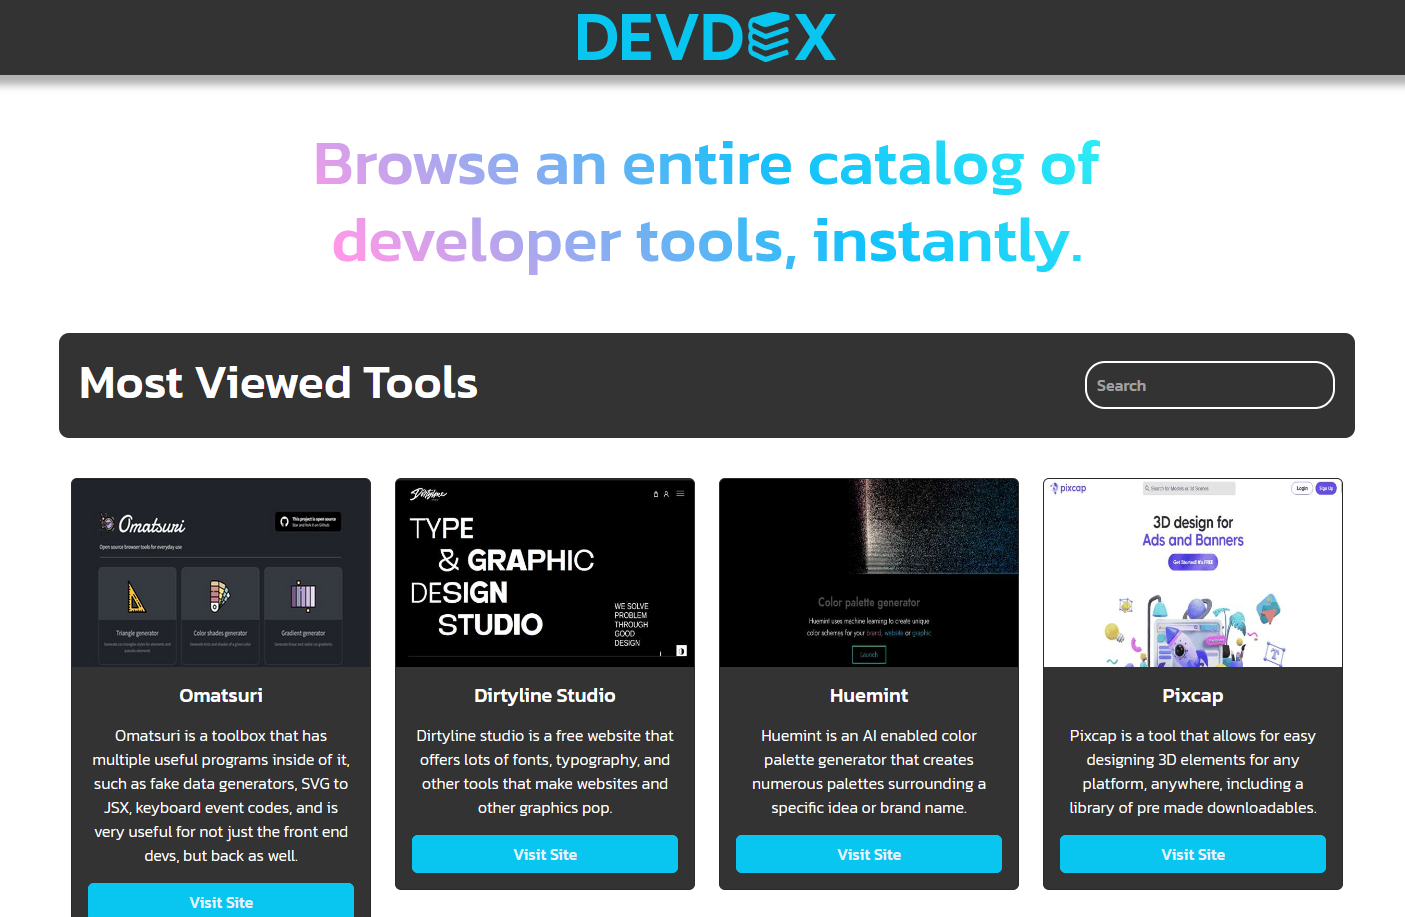 DEVDEX
Browse an entire catalog of
developer tools, instantly.
Most Viewed Tools
Search
Omatsuri
This project is open source
Open source browser tools for everyday use
Triangle generator
Color shades generator
Gradient generator
Omatsuri
Omatsuri is a toolbox that has
multiple useful programs inside of it,
such as fake data generators, SVG to
JSX, keyboard event codes, and is
very useful for not just the front end
devs, but back as well.
Visit Site
Dirtyline
TYPE
& GRAPHIC
DESIGN
STUDIO
WE SOLVE
PROBLEM
THROUGH
GOOD
DESIGN
Dirtyline Studio
Dirtyline studio is a free website that
offers lots of fonts, typography, and
other tools that make websites and
other graphics pop.
Visit Site
Color palette generator
Huemint uses machine learning to create unique
color schemes for your brand, website or graphic
Launch
Huemint
Huemint is an AI enabled color
palette generator that creates
numerous palettes surrounding a
specific idea or brand name.
Visit Site
pixcap
Search for Models or 3d Scenes
Login
Sign Up
3D design for
Ads and Banners
Get Started! It's FREE
Pixcap
Pixcap is a tool that allows for easy
designing 3D elements for any
platform, anywhere, including a
library of pre made downloadables.
Visit Site